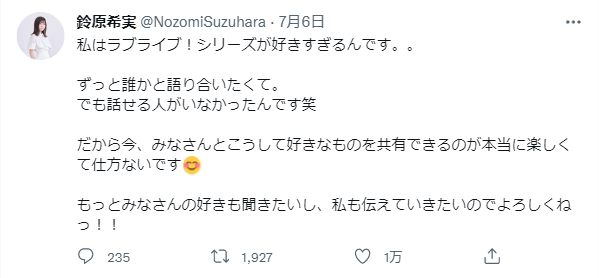 鈴原希実 @NozomiSuzuhara · 7月6日
私はラブライブ！シリーズが好きすぎるんです。。
ずっと誰かと語り合いたくて。
でも話せる人がいなかったんです笑
だから今、みなさんとこうして好きなものを共有できるのが本当に楽しく
て仕方ないです😊
もっとみなさんの好きも聞きたいし、私も伝えていきたいのでよろしくね
っ！！
235 1,927 1万